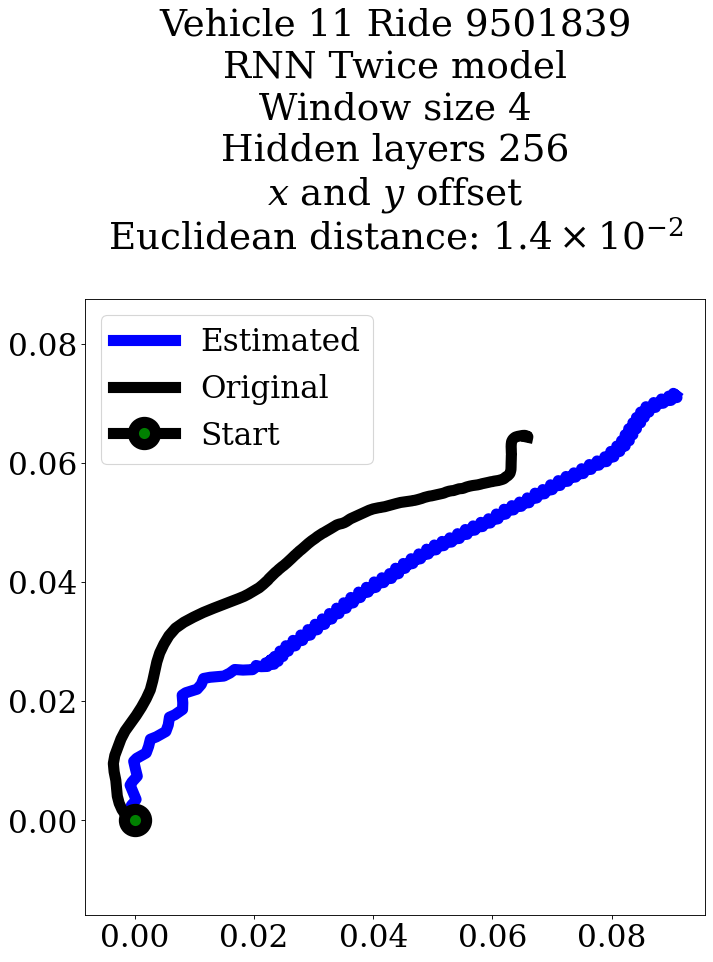 Vehicle 11 Ride 9501839
RNN Twice model
Window size 4
Hidden layers 256
x and y offset
Euclidean distance: 1.4 × 10⁻²
Estimated
Original
Start
0.08
0.06
0.04
0.02
0.00
0.00 0.02 0.04 0.06 0.08